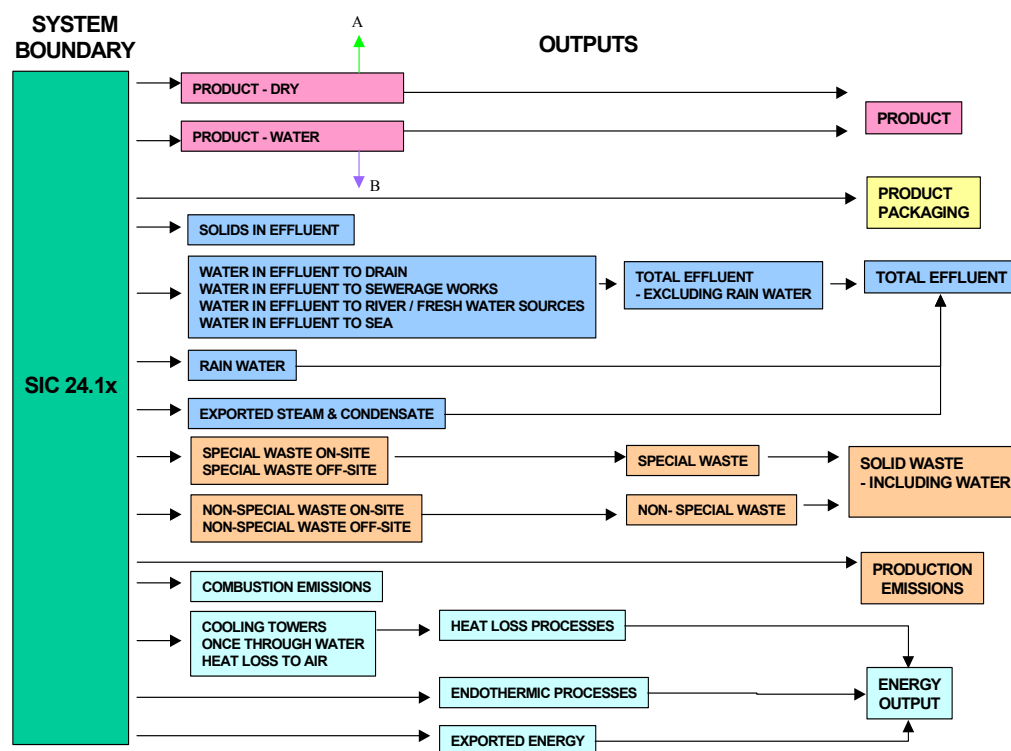 SYSTEM
BOUNDARY
A
OUTPUTS
PRODUCT - DRY
PRODUCT - WATER
PRODUCT
B
PRODUCT
PACKAGING
SOLIDS IN EFFLUENT
WATER IN EFFLUENT TO DRAIN
WATER IN EFFLUENT TO SEWERAGE WORKS
WATER IN EFFLUENT TO RIVER / FRESH WATER SOURCES
WATER IN EFFLUENT TO SEA
TOTAL EFFLUENT
- EXCLUDING RAIN WATER
TOTAL EFFLUENT
RAIN WATER
SIC 24.1x
EXPORTED STEAM & CONDENSATE
SPECIAL WASTE ON-SITE
SPECIAL WASTE OFF-SITE
SPECIAL WASTE
SOLID WASTE
- INCLUDING WATER
NON-SPECIAL WASTE ON-SITE
NON-SPECIAL WASTE OFF-SITE
NON- SPECIAL WASTE
PRODUCTION
EMISSIONS
COMBUSTION EMISSIONS
COOLING TOWERS
ONCE THROUGH WATER
HEAT LOSS TO AIR
HEAT LOSS PROCESSES
ENDOTHERMIC PROCESSES
ENERGY
OUTPUT
EXPORTED ENERGY